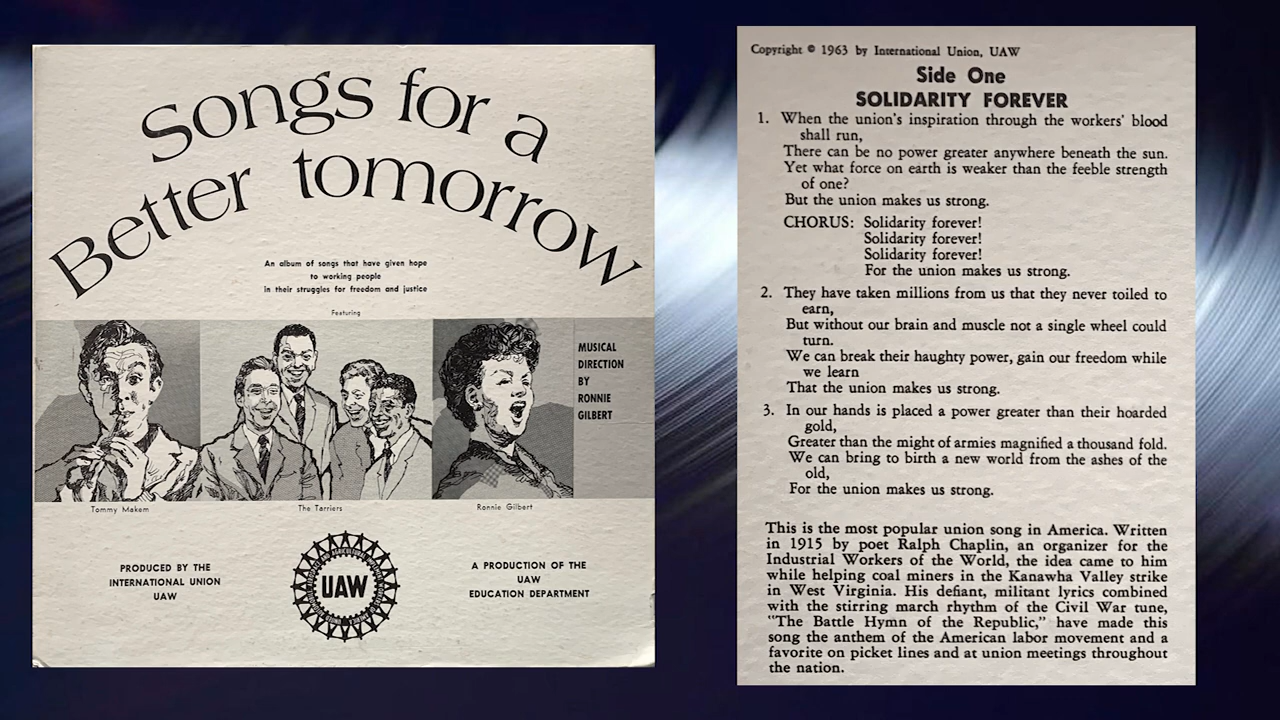 Songs for a
Better tomorrow
An album of songs that have given hope
to working people
in their struggles for freedom and justice
Featuring
MUSICAL
DIRECTION
BY
RONNIE
GILBERT
Tommy Makem
The Tarriers
Ronnie Gilbert
PRODUCED BY THE
INTERNATIONAL UNION
UAW
UAW
A PRODUCTION OF THE
UAW
EDUCATION DEPARTMENT
Copyright © 1963 by International Union, UAW
Side One
SOLIDARITY FOREVER
1. When the union's inspiration through the workers' blood
shall run,
There can be no power greater anywhere beneath the sun.
Yet what force on earth is weaker than the feeble strength
of one?
But the union makes us strong.
CHORUS: Solidarity forever!
Solidarity forever!
Solidarity forever!
For the union makes us strong.
2. They have taken millions from us that they never toiled to
earn,
But without our brain and muscle not a single wheel could
turn.
We can break their haughty power, gain our freedom while
we learn
That the union makes us strong.
3. In our hands is placed a power greater than their hoarded
gold,
Greater than the might of armies magnified a thousand fold.
We can bring to birth a new world from the ashes of the
old,
For the union makes us strong.
This is the most popular union song in America. Written
in 1915 by poet Ralph Chaplin, an organizer for the
Industrial Workers of the World, the idea came to him
while helping coal miners in the Kanawha Valley strike
in West Virginia. His defiant, militant lyrics combined
with the stirring march rhythm of the Civil War tune,
"The Battle Hymn of the Republic," have made this
song the anthem of the American labor movement and a
favorite on picket lines and at union meetings throughout
the nation.